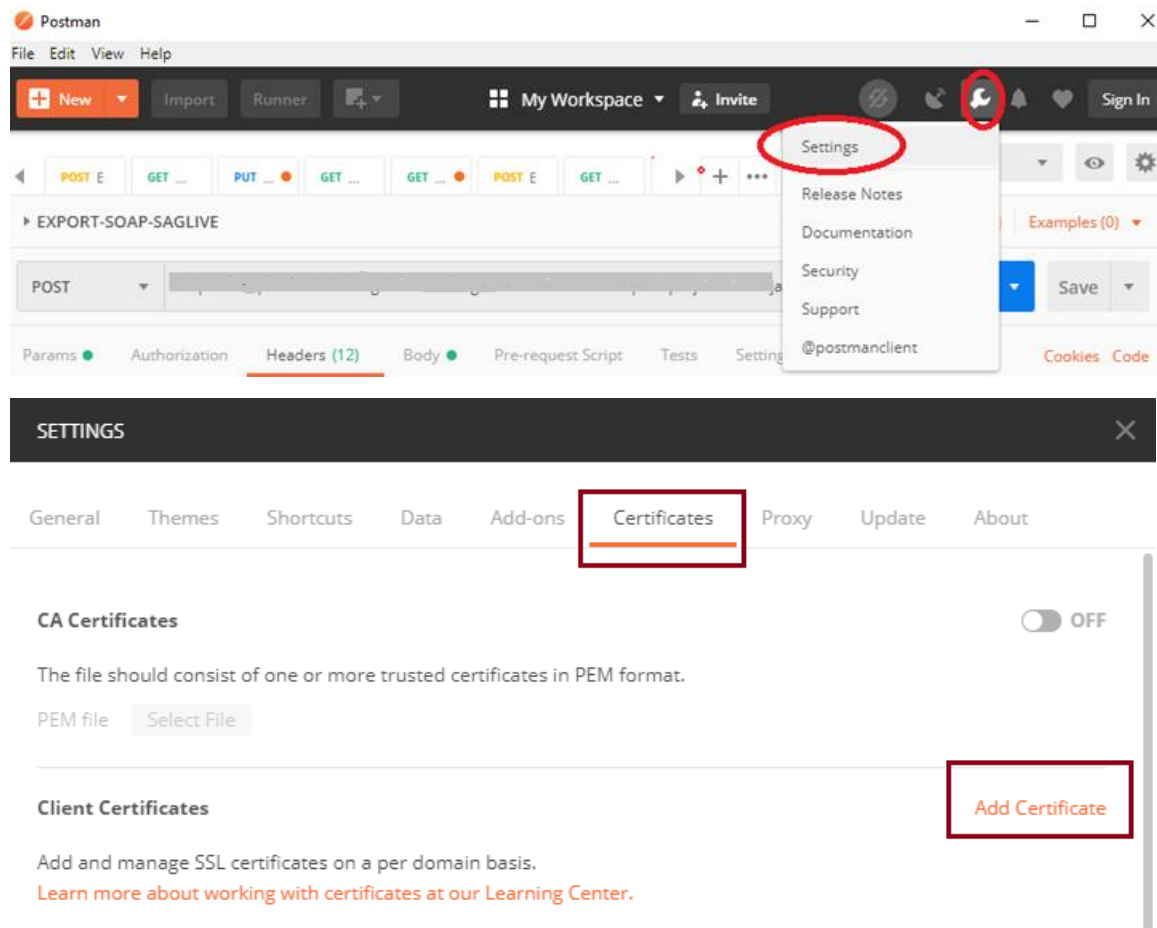 Postman
File Edit View Help
New Import Runner My Workspace Invite Sign In
Settings
POST E GET ... PUT ... GET ... GET ... POST E GET ... + •••
Release Notes
EXPORT-SOAP-SAGLIVE Examples (0)
Documentation
Security
POST Save
Support
Params Authorization Headers (12) Body Pre-request Script Tests Cookies Code
@postmanclient
SETTINGS
General Themes Shortcuts Data Add-ons Certificates Proxy Update About
CA Certificates OFF
The file should consist of one or more trusted certificates in PEM format.
PEM file Select File
Client Certificates Add Certificate
Add and manage SSL certificates on a per domain basis.
Learn more about working with certificates at our Learning Center.